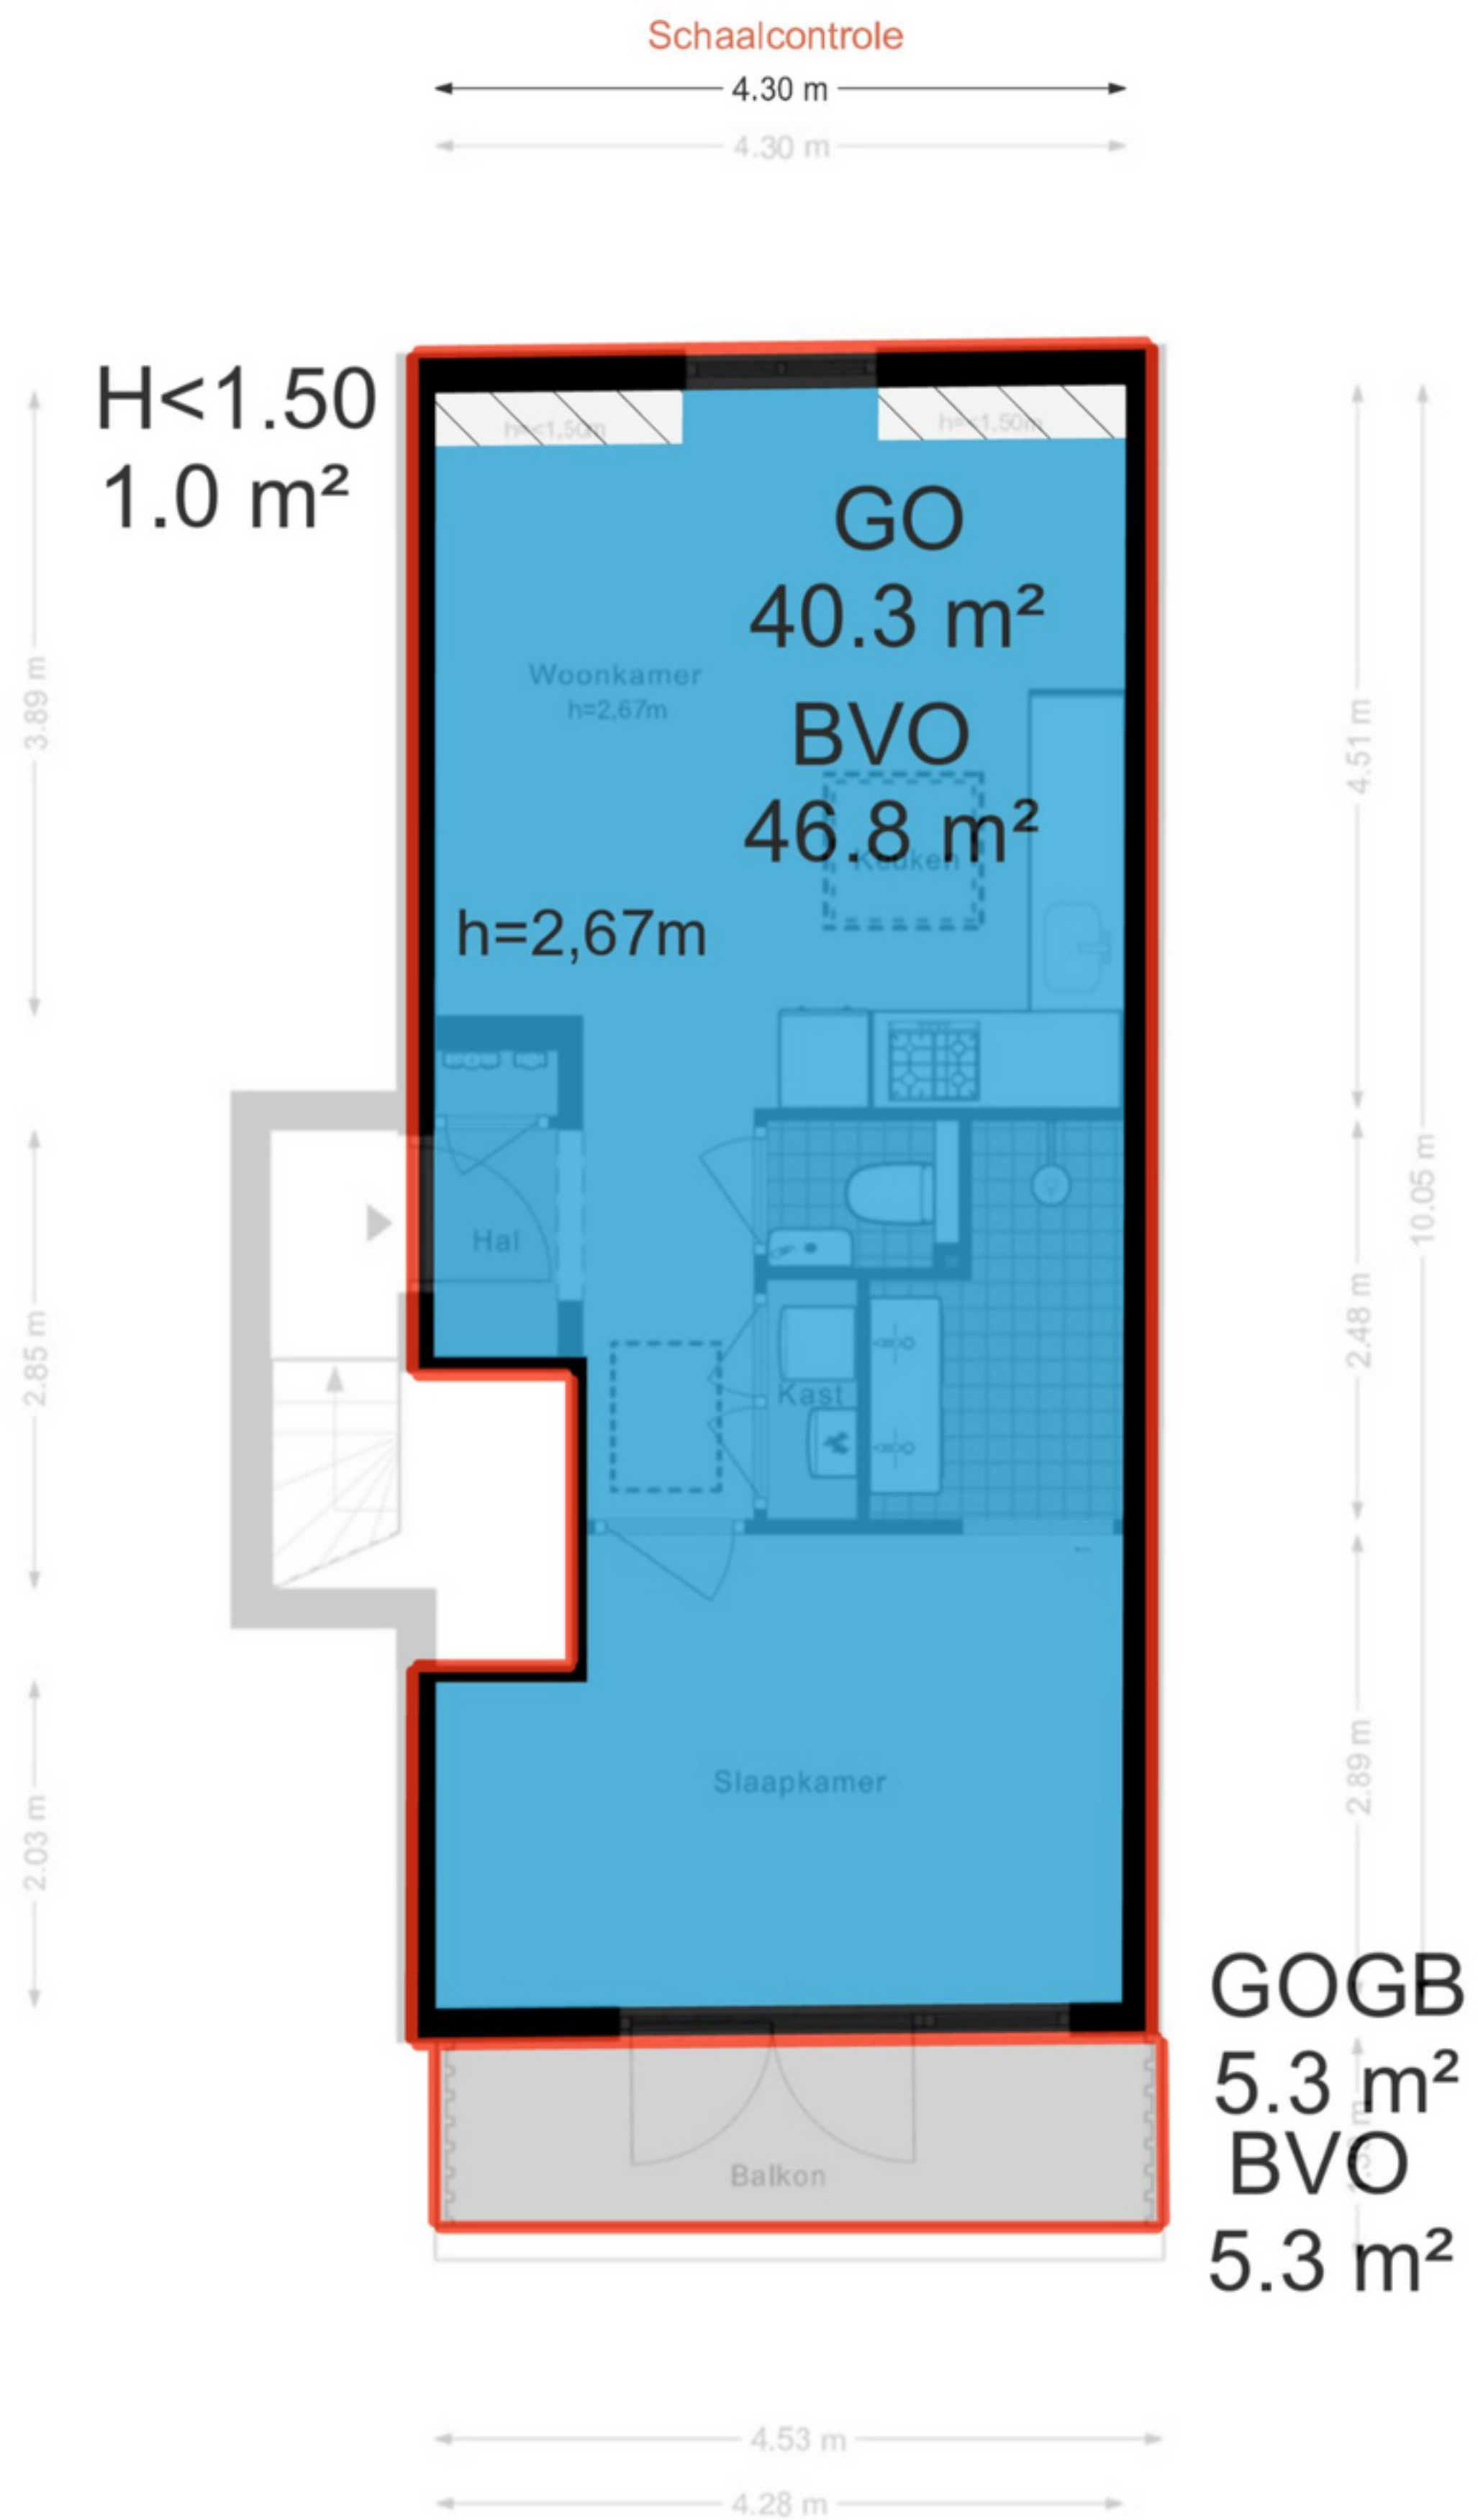 Schaalcontrole
4.30 m
4.30 m
H<1.50
1.0 m²
h=<1,50m
h=<1,50m
GO
40.3 m²
Woonkamer
h=2,67m
BVO
46.8 m²
Keuken
h=2,67m
3.89 m
4.51 m
10.05 m
Hal
2.48 m
2.85 m
Kast
Slaapkamer
2.89 m
2.03 m
GOGB
5.3 m²
BVO
5.3 m²
Balkon
4.53 m
4.28 m